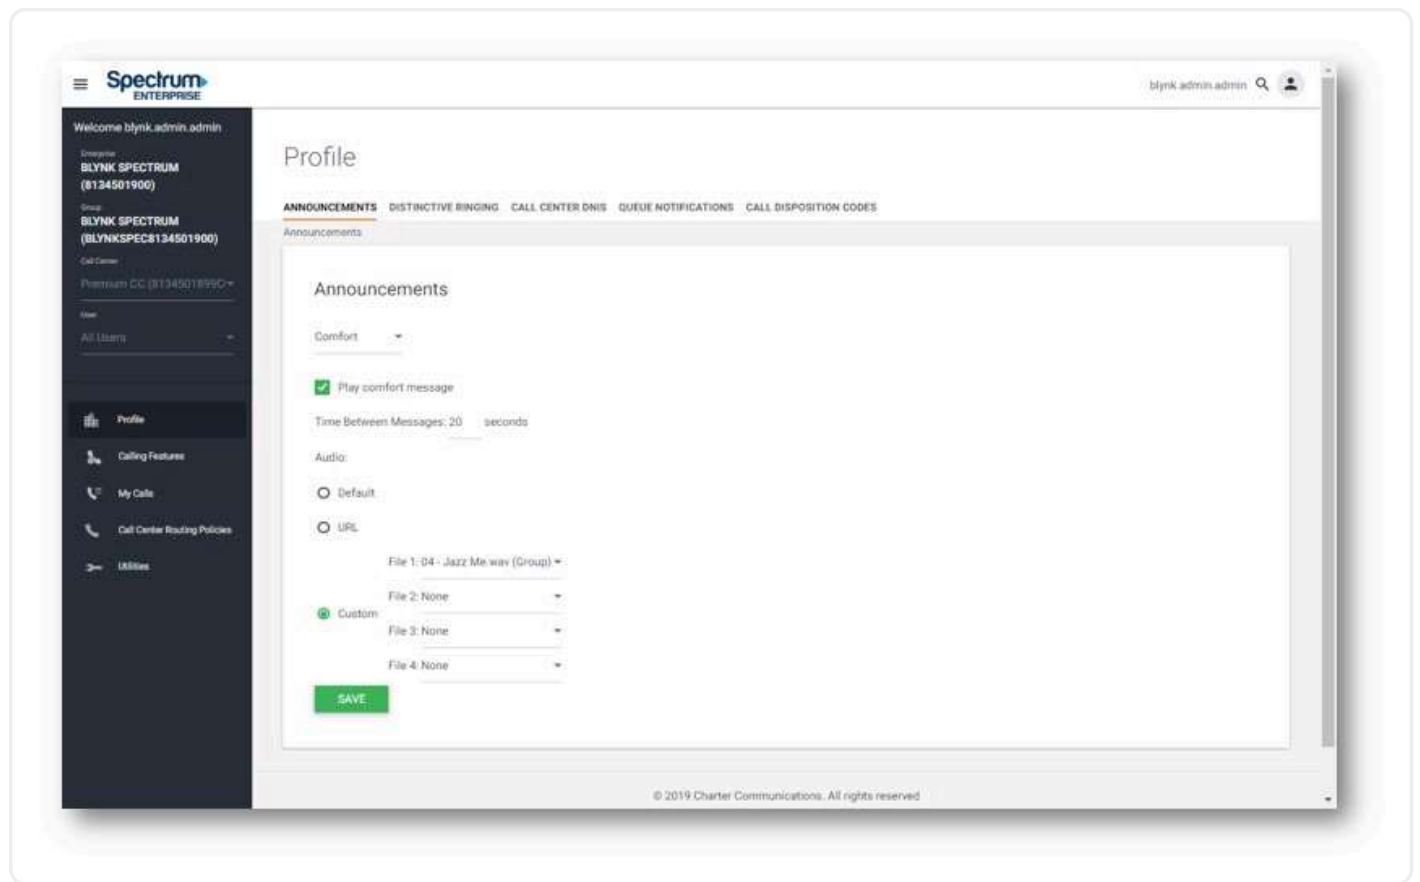 Spectrum
ENTERPRISE
blynk.admin.admin
Welcome blynk.admin.admin
Enterprise
BLYNK SPECTRUM
(8134501900)
Group
BLYNK SPECTRUM
(BLYNKSPEC8134501900)
Call Center
Premium CC (8134501899C
User
All Users
Profile
Calling Features
My Calls
Call Center Routing Policies
Utilities
Profile
ANNOUNCEMENTS DISTINCTIVE RINGING CALL CENTER DNIS QUEUE NOTIFICATIONS CALL DISPOSITION CODES
Announcements
Announcements
Comfort
Play comfort message
Time Between Messages: 20 seconds
Audio:
Default
URL
File 1: 04 - Jazz Me.wav (Group)
File 2: None
Custom
File 3: None
File 4: None
SAVE
© 2019 Charter Communications. All rights reserved